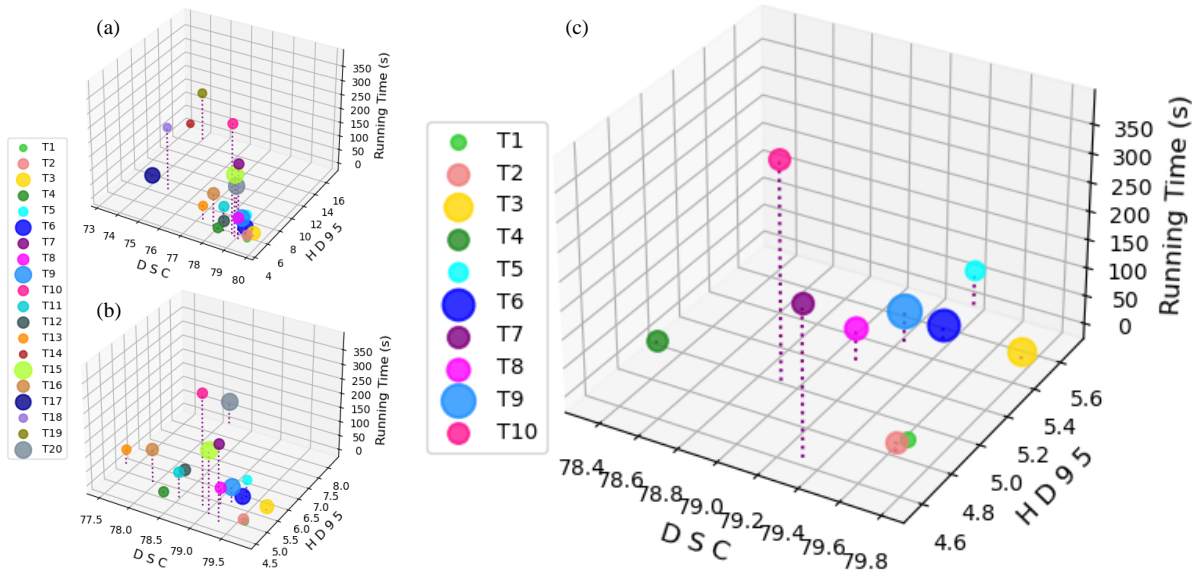 (a)
350
300
250
200
150
100
50
0
Running Time (s)
73
74
75
76
77
78
79
80
D S C
4
6
8
10
12
14
16
H D 9 5
T1
T2
T3
T4
T5
T6
T7
T8
T9
T10
T11
T12
T13
T14
T15
T16
T17
T18
T19
T20
(b)
350
300
250
200
150
100
50
0
Running Time (s)
77.5
78.0
78.5
79.0
79.5
D S C
4.5
5.0
5.5
6.0
6.5
7.0
7.5
8.0
H D 9 5
(c)
T1
T2
T3
T4
T5
T6
T7
T8
T9
T10
350
300
250
200
150
100
50
0
Running Time (s)
78.4
78.6
78.8
79.0
79.2
79.4
79.6
79.8
D S C
4.6
4.8
5.0
5.2
5.4
5.6
H D 9 5